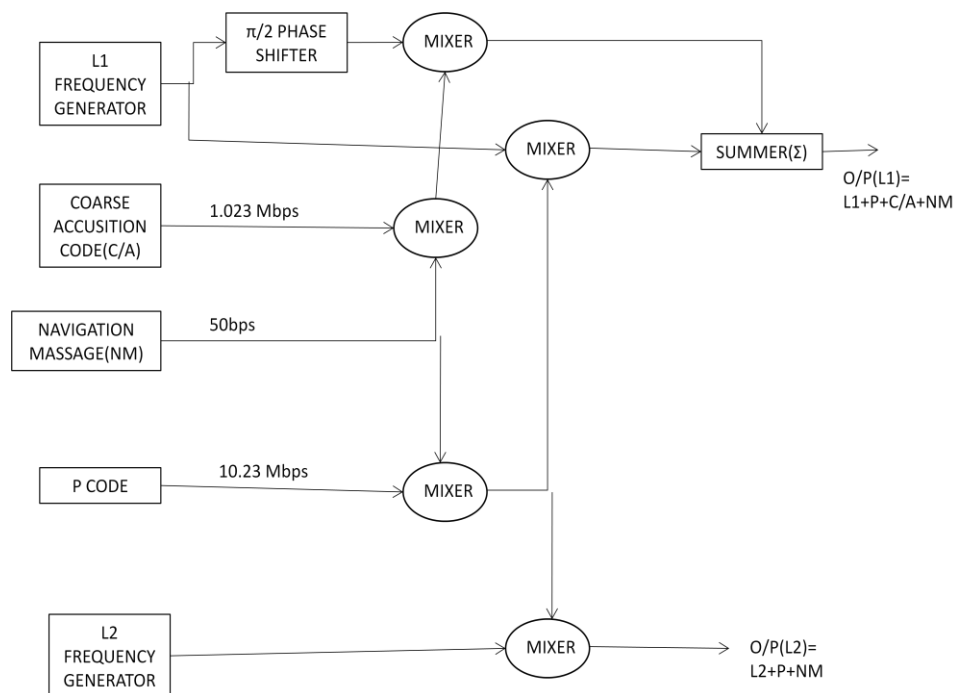 π/2 PHASE
SHIFTER
MIXER
L1
FREQUENCY
GENERATOR
MIXER
SUMMER(Σ)
O/P(L1)=
L1+P+C/A+NM
COARSE
ACCUSITION
CODE(C/A)
1.023 Mbps
MIXER
NAVIGATION
MASSAGE(NM)
50bps
P CODE
10.23 Mbps
MIXER
L2
FREQUENCY
GENERATOR
MIXER
O/P(L2)=
L2+P+NM